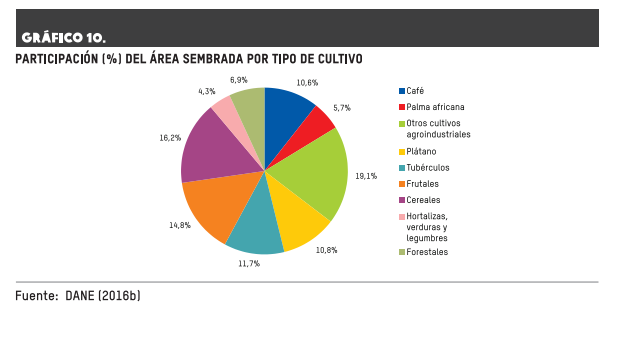 GRÁFICO 10.
PARTICIPACIÓN (%) DEL ÁREA SEMBRADA POR TIPO DE CULTIVO
6,9%
10,6%
4,3%
5,7%
16,2%
19,1%
14,8%
10,8%
11,7%
Café
Palma africana
Otros cultivos
agroindustriales
Plátano
Tubérculos
Frutales
Cereales
Hortalizas,
verduras y
legumbres
Forestales
Fuente: DANE (2016b)